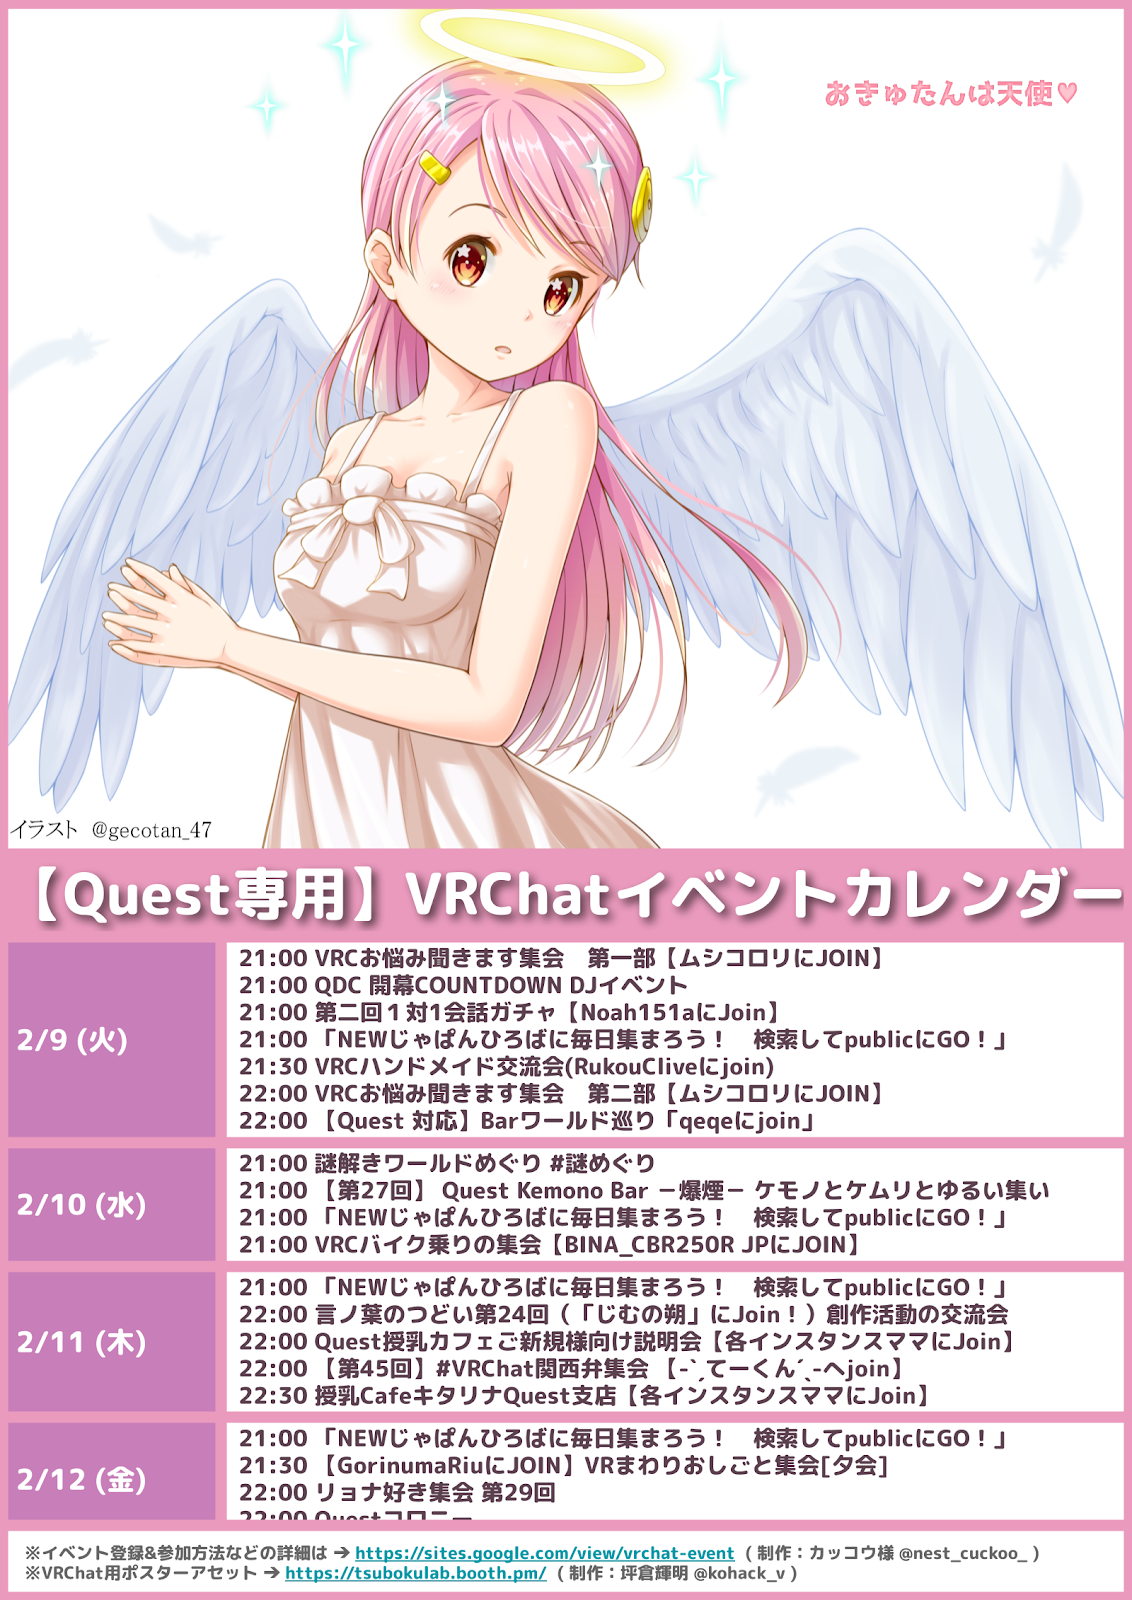 おきゅたんは天使♥
イラスト @gecotan_47
【Quest専用】VRChatイベントカレンダー
2/9 (火)
21:00 VRCお悩み聞きます集会　第一部【ムシコロリにJOIN】
21:00 QDC 開幕COUNTDOWN DJイベント
21:00 第二回１対1会話ガチャ【Noah151aにJoin】
21:00 「NEWじゃぱんひろばに毎日集まろう！　検索してpublicにGO！」
21:30 VRCハンドメイド交流会(RukouCliveにjoin)
22:00 VRCお悩み聞きます集会　第二部【ムシコロリにJOIN】
22:00 【Quest 対応】Barワールド巡り「qeqeにjoin」
2/10 (水)
21:00 謎解きワールドめぐり #謎めぐり
21:00 【第27回】 Quest Kemono Bar －爆煙－ ケモノとケムリとゆるい集い
21:00 「NEWじゃぱんひろばに毎日集まろう！　検索してpublicにGO！」
21:00 VRCバイク乗りの集会【BINA_CBR250R JPにJOIN】
2/11 (木)
21:00 「NEWじゃぱんひろばに毎日集まろう！　検索してpublicにGO！」
22:00 言ノ葉のつどい第24回（「じむの朔」にJoin！）創作活動の交流会
22:00 Quest授乳カフェご新規様向け説明会【各インスタンスママにJoin】
22:00 【第45回】#VRChat関西弁集会 【-ˋˏてーくんˊˎ-へjoin】
22:30 授乳CafeキタリナQuest支店【各インスタンスママにJoin】
2/12 (金)
21:00 「NEWじゃぱんひろばに毎日集まろう！　検索してpublicにGO！」
21:30 【GorinumaRiuにJOIN】VRまわりおしごと集会[夕会]
22:00 リョナ好き集会 第29回
22:00 Questコロニー
※イベント登録&参加方法などの詳細は → https://sites.google.com/view/vrchat-event ( 制作：カッコウ様 @nest_cuckoo_ )
※VRChat用ポスターアセット → https://tsubokulab.booth.pm/ ( 制作：坪倉輝明 @kohack_v )